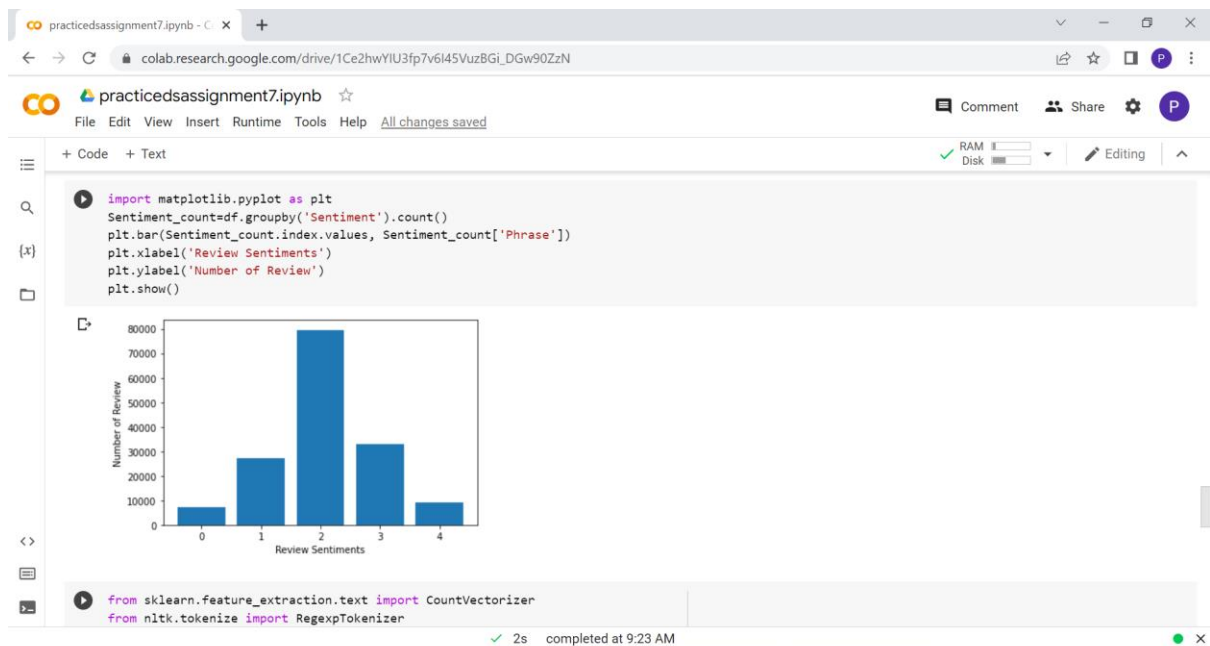 practicedsassignment7.ipynb - C
colab.research.google.com/drive/1Ce2hwYIU3fp7v6I45VuzBGi_DGw90ZzN
P
CO
practicedsassignment7.ipynb
Comment Share P
File Edit View Insert Runtime Tools Help All changes saved
+ Code + Text
RAM
Disk
Editing
{x}
import matplotlib.pyplot as plt
Sentiment_count=df.groupby('Sentiment').count()
plt.bar(Sentiment_count.index.values, Sentiment_count['Phrase'])
plt.xlabel('Review Sentiments')
plt.ylabel('Number of Review')
plt.show()
80000
70000
60000
50000
40000
30000
20000
10000
0
Number of Review
0 1 2 3 4
Review Sentiments
from sklearn.feature_extraction.text import CountVectorizer
from nltk.tokenize import RegexpTokenizer
2s completed at 9:23 AM